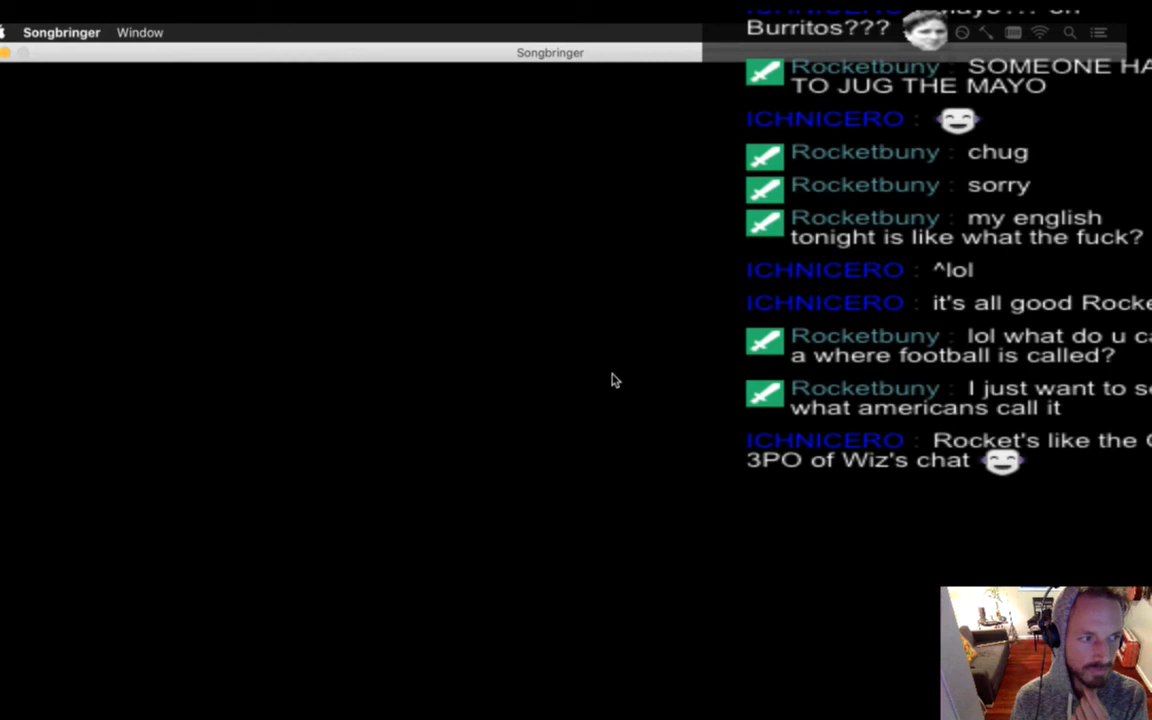 Songbringer Window
Songbringer
Burritos???
Rocketbuny : SOMEONE HA
TO JUG THE MAYO
ICHNICERO :
Rocketbuny : chug
Rocketbuny : sorry
Rocketbuny : my english
tonight is like what the fuck?
ICHNICERO : ^lol
ICHNICERO : it's all good Rocke
Rocketbuny : lol what do u ca
a where football is called?
Rocketbuny : I just want to se
what americans call it
ICHNICERO : Rocket's like the C
3PO of Wiz's chat